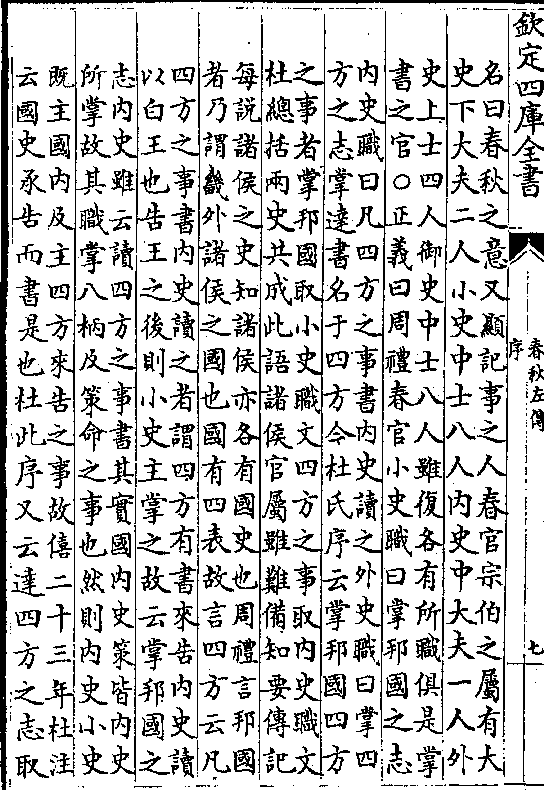 欽定四庫全書
春秋左傳
序
七
名曰春秋之意又顯記事之人春官宗伯之屬有大
史下大夫二人小史中士八人內史中大夫一人外
史上士四人御史中士八人雖復各有所職俱是掌
書之官○正義曰周禮春官小史職曰掌邦國之志
內史職曰凡四方之事書內史讀之外史職曰掌四
方之志掌達書名于四方今杜氏序云掌邦國四方
之事者掌邦國取小史職文四方之事取內史職文
杜總括兩史共成此語諸侯官屬雖難備知要傳記
每說諸侯之史知諸侯亦各有國史也周禮言邦國
者乃謂畿外諸侯之國也國有四表故言四方云凡
四方之事書內史讀之者謂四方有書來告內史讀
以白王也告王之後則小史主掌之故云掌邦國之
志內史雖云讀四方之事書其實國內史策皆內史
所掌故其職掌八柄及策命之事也然則內史小史
既主國內及主四方來告之事故僖二十三年杜注
云國史承告而書是也杜此序又云達四方之志取